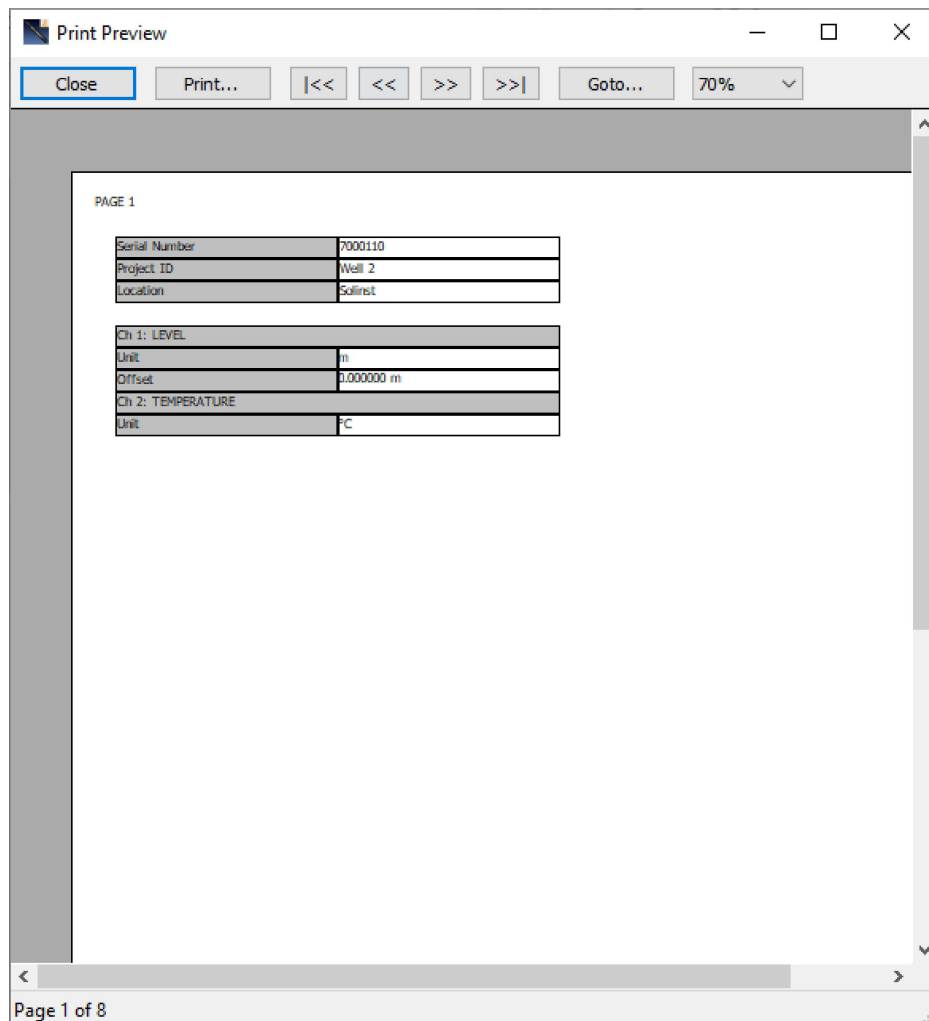 Print Preview
Close Print... |<< << >> >>| Goto... 70%
PAGE 1
Serial Number 7000110
Project ID Well 2
Location Solinst
Ch 1: LEVEL
Unit m
Offset 0.000000 m
Ch 2: TEMPERATURE
Unit °C
Page 1 of 8